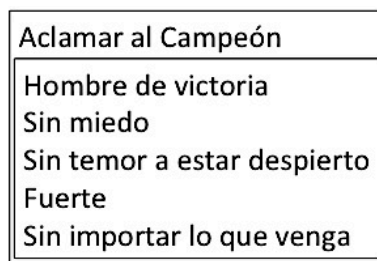 Aclamar al Campeón
Hombre de victoria
Sin miedo
Sin temor a estar despierto
Fuerte
Sin importar lo que venga